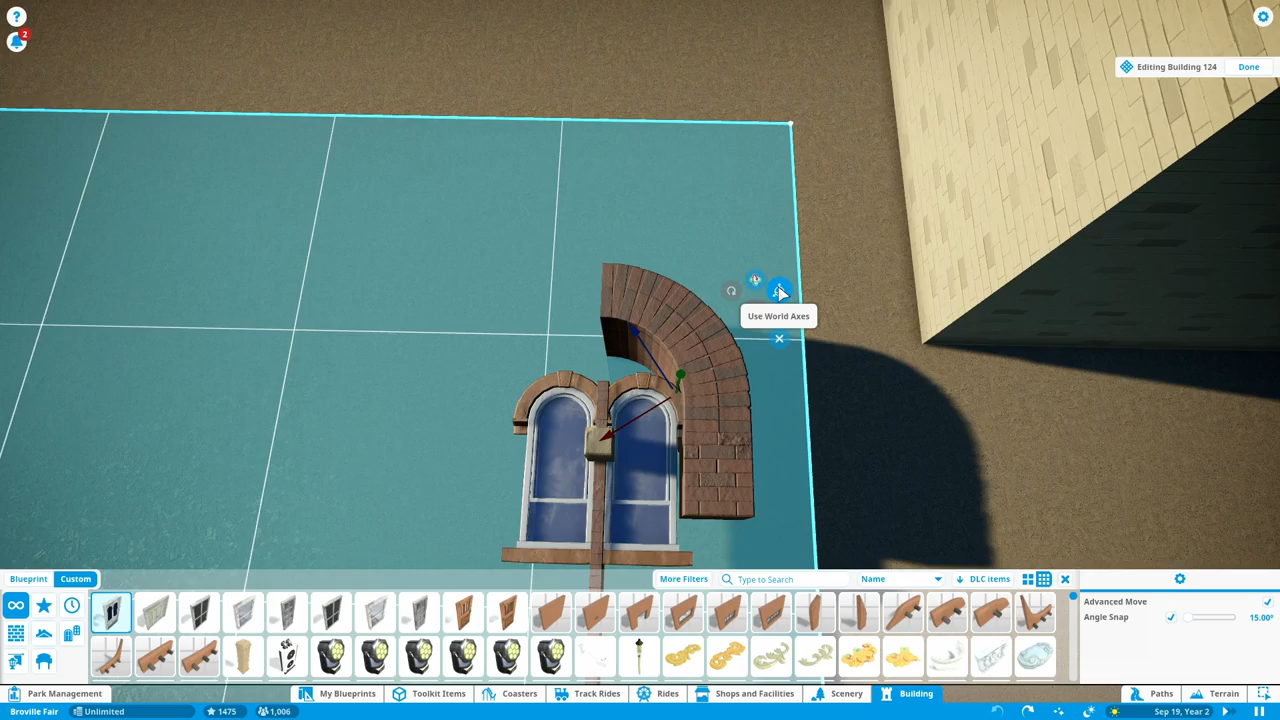 ?
2
Editing Building 124
Done
Use World Axes
Blueprint
Custom
More Filters
Type to Search
Name
DLC items
Advanced Move
Angle Snap
15.00°
Park Management
My Blueprints
Toolkit Items
Coasters
Track Rides
Rides
Shops and Facilities
Scenery
Building
Paths
Terrain
Broville Fair
Unlimited
1475
1,006
Sep 19, Year 2